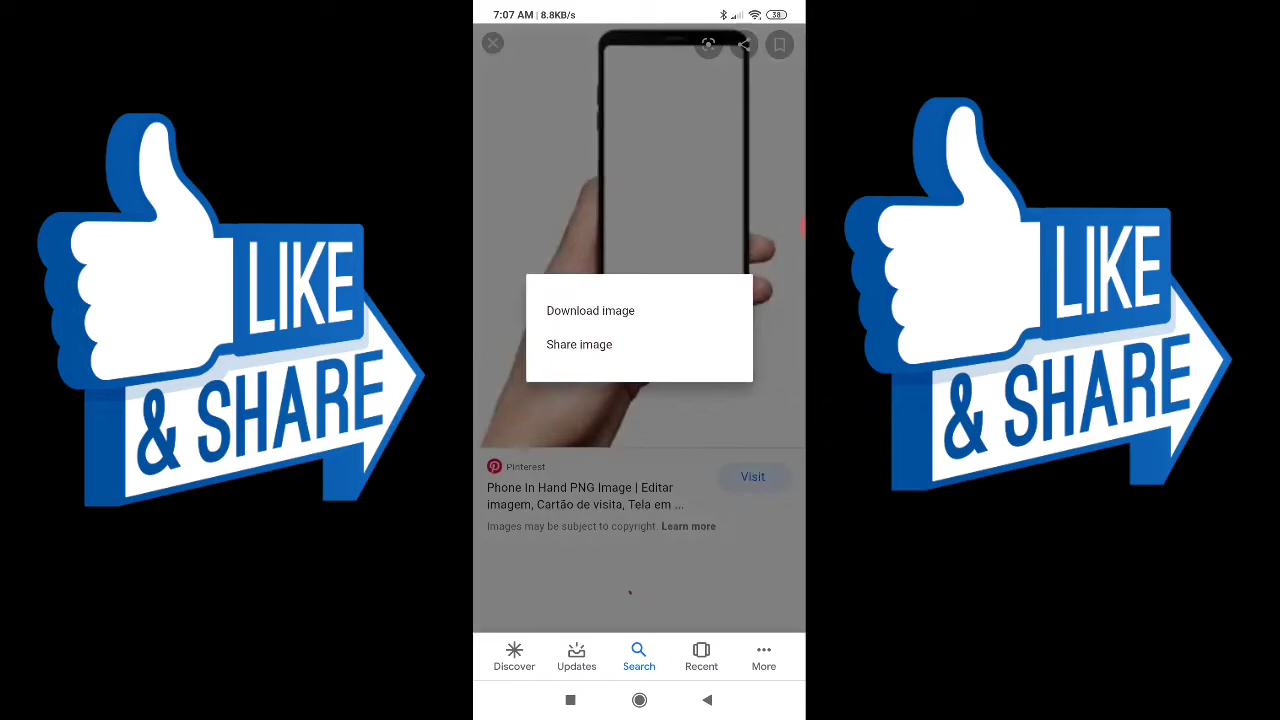 7:07 AM | 8.8KB/s
38
LIKE
& SHARE
LIKE
& SHARE
Download image
Share image
Pinterest
Visit
Phone In Hand PNG Image | Editar
imagem, Cartão de visita, Tela em ...
Images may be subject to copyright. Learn more
Discover
Updates
Search
Recent
More